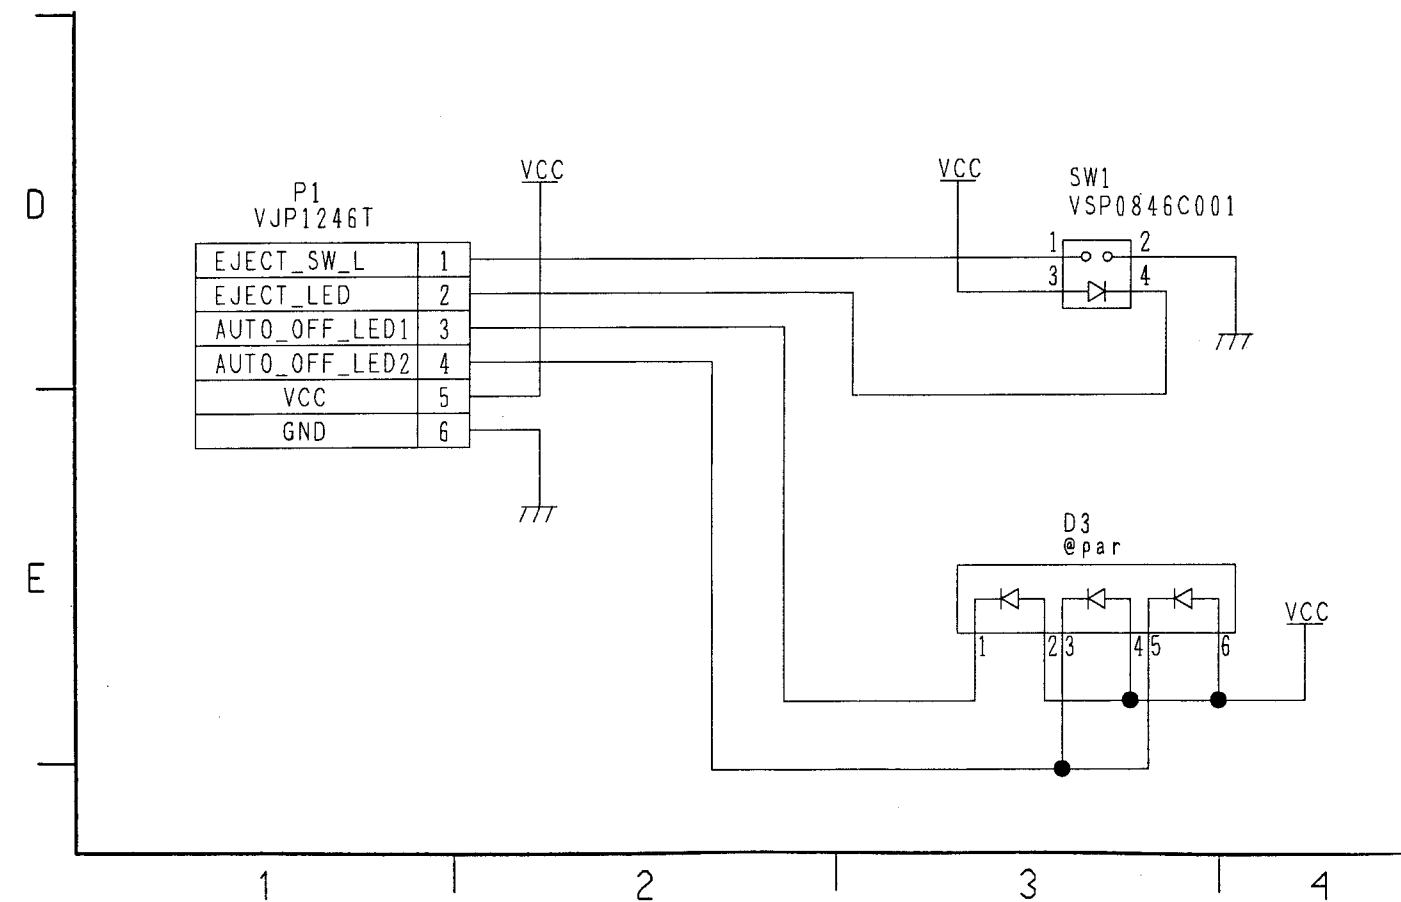 D
P1
VJP1246T
EJECT_SW_L 1
EJECT_LED 2
AUTO_OFF_LED1 3
AUTO_OFF_LED2 4
VCC 5
GND 6
VCC
VCC
SW1
VSP0846C001
1 2
3 4
E
D3
@par
1 2 3 4 5 6
VCC
1 2 3 4